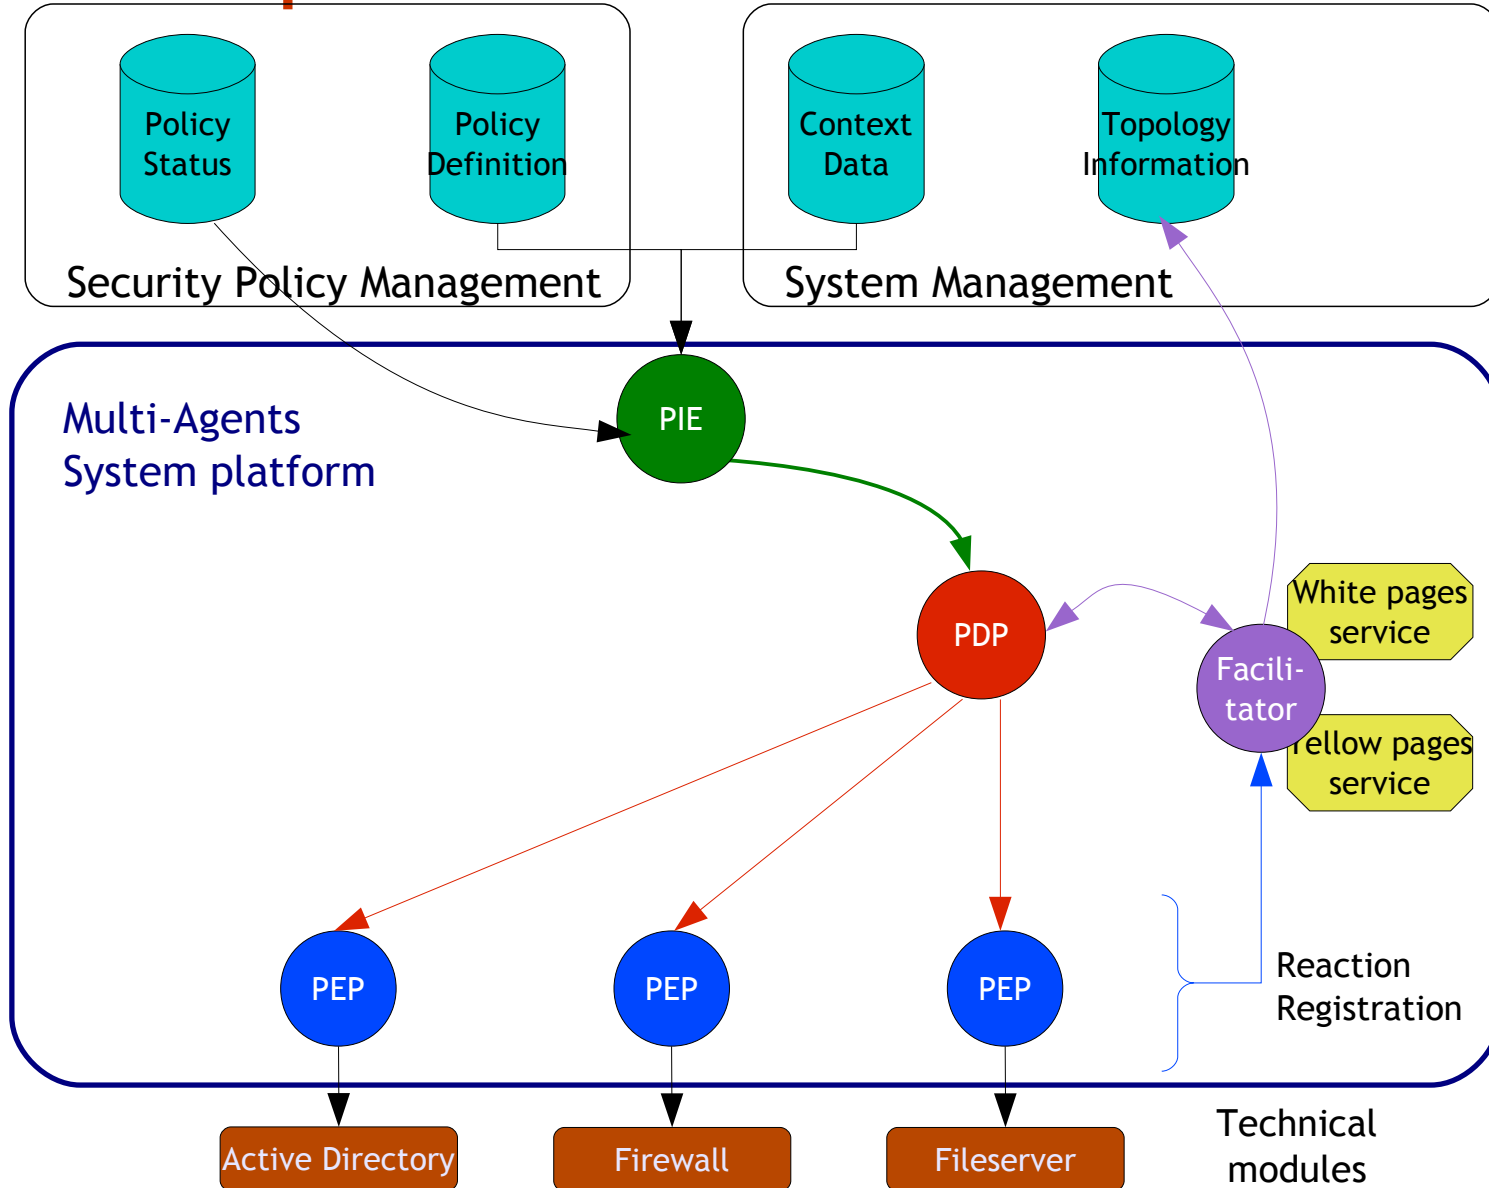 Policy
Status
Policy
Definition
Context
Data
Topology
Information
Security Policy Management
System Management
Multi-Agents
System platform
PIE
PDP
White pages
service
Facili-
tator
Yellow pages
service
PEP
PEP
PEP
Reaction
Registration
Active Directory
Firewall
Fileserver
Technical
modules